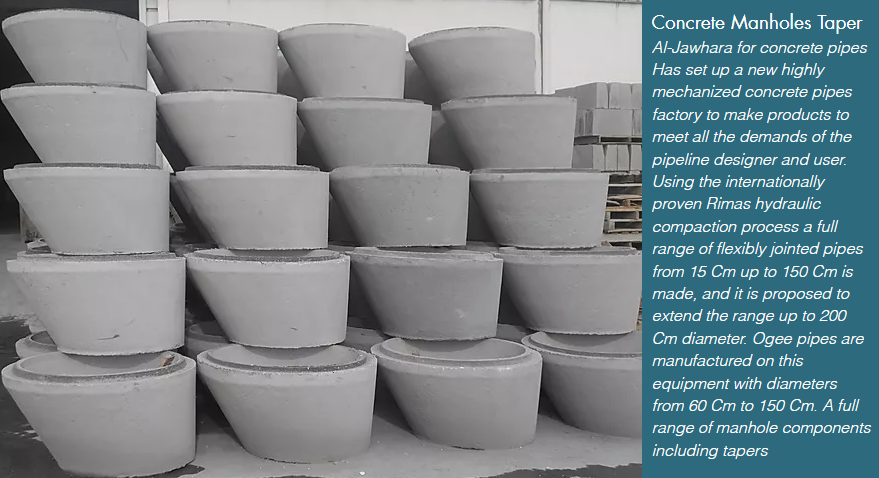 Concrete Manholes Taper
Al-Jawhara for concrete pipes
Has set up a new highly
mechanized concrete pipes
factory to make products to
meet all the demands of the
pipeline designer and user.
Using the internationally
proven Rimas hydraulic
compaction process a full
range of flexibly jointed pipes
from 15 Cm up to 150 Cm is
made, and it is proposed to
extend the range up to 200
Cm diameter. Ogee pipes are
manufactured on this
equipment with diameters
from 60 Cm to 150 Cm. A full
range of manhole components
including tapers